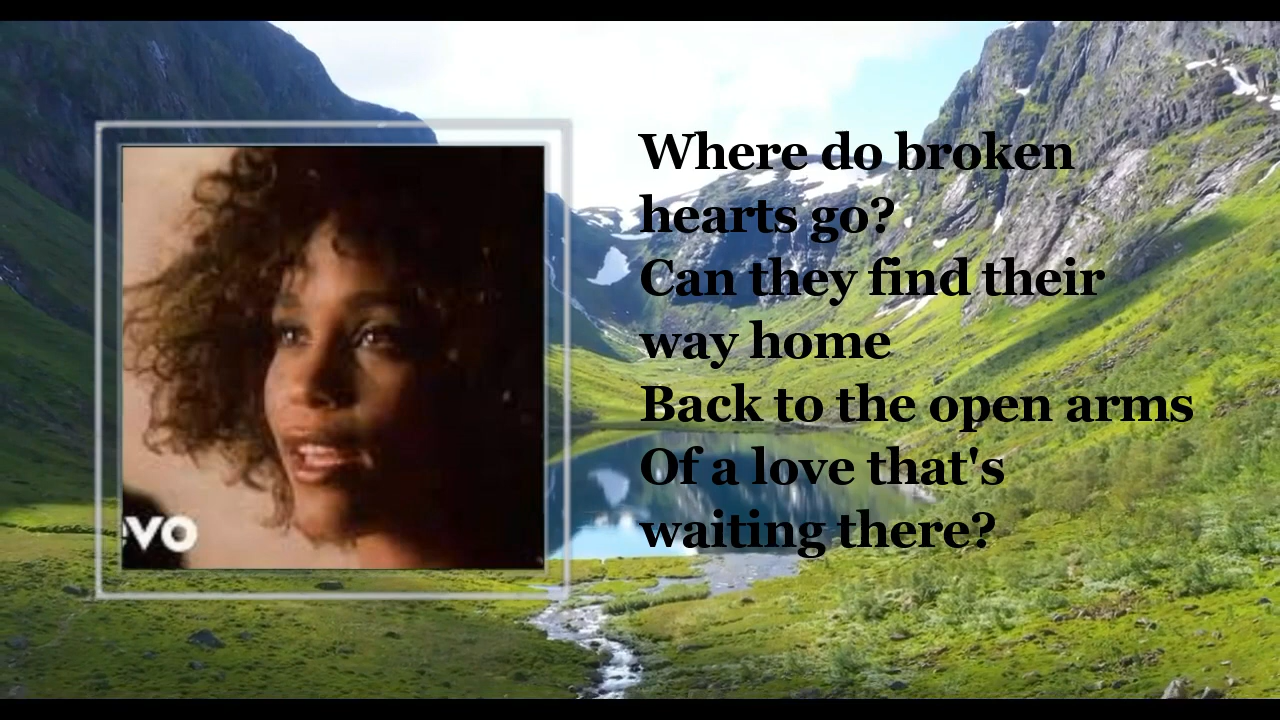 Where do broken
hearts go?
Can they find their
way home
Back to the open arms
Of a love that's
waiting there?
evo